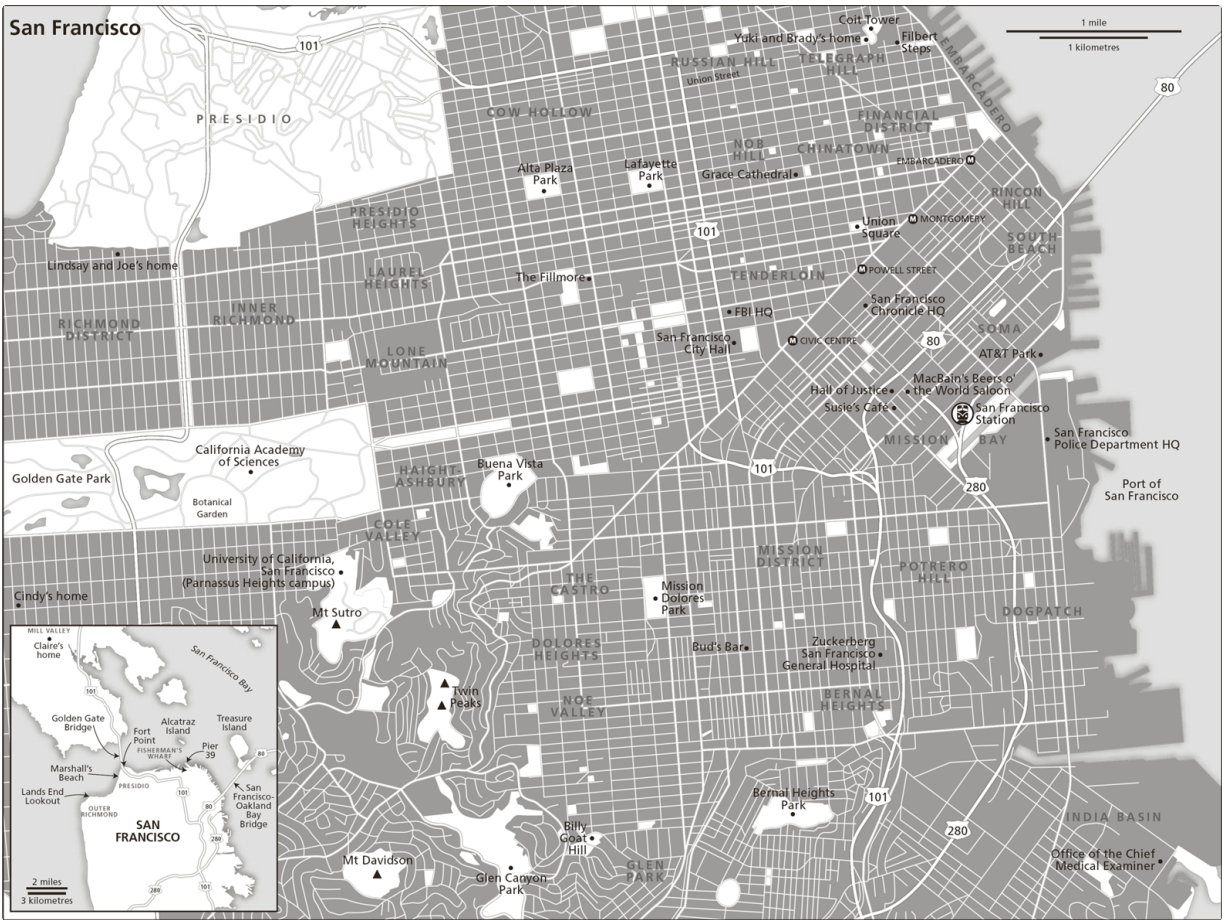 San Francisco
101
Coit Tower
Yuki and Brady's home
Filbert
Steps
1 mile
1 kilometres
RUSSIAN HILL
Union Street
TELEGRAPH
HILL
EMBARCADERO
80
PRESIDIO
COW HOLLOW
FINANCIAL
DISTRICT
NOB
HILL
CHINATOWN
EMBARCADERO M
Alta Plaza
Park
Lafayette
Park
Grace Cathedral
RINCON
HILL
PRESIDIO
HEIGHTS
101
Union
Square
M MONTGOMERY
SOUTH
BEACH
Lindsay and Joe's home
LAUREL
HEIGHTS
The Fillmore
TENDERLOIN
M POWELL STREET
INNER
RICHMOND
RICHMOND
DISTRICT
FBI HQ
San Francisco
Chronicle HQ
San Francisco
City Hall
M CIVIC CENTRE
80
SOMA
LONE
MOUNTAIN
AT&T Park
Hall of Justice
MacBain's Beers o'
the World Saloon
Susie's Café
San Francisco
Station
MISSION BAY
San Francisco
Police Department HQ
California Academy
of Sciences
Golden Gate Park
Botanical
Garden
HAIGHT-
ASHBURY
Buena Vista
Park
101
280
Port of
San Francisco
COLE
VALLEY
University of California,
San Francisco
(Parnassus Heights campus)
MISSION
DISTRICT
POTRERO
HILL
THE
CASTRO
Mission
Dolores
Park
Cindy's home
Mt Sutro
DOGPATCH
DOLORES
HEIGHTS
Bud's Bar
Zuckerberg
San Francisco
General Hospital
Twin
Peaks
NOE
VALLEY
BERNAL
HEIGHTS
Bernal Heights
Park
101
280
INDIA BASIN
Billy
Goat
Hill
Mt Davidson
Glen Canyon
Park
GLEN
PARK
Office of the Chief
Medical Examiner
MILL VALLEY
Claire's
home
San Francisco Bay
101
Golden Gate
Bridge
Fort
Point
Alcatraz
Island
Treasure
Island
FISHERMAN'S
WHARF
Pier
39
80
Marshall's
Beach
PRESIDIO
Lands End
Lookout
101
80
San
Francisco-
Oakland
Bay
Bridge
OUTER
RICHMOND
SAN
FRANCISCO
280
2 miles
3 kilometres
280
101